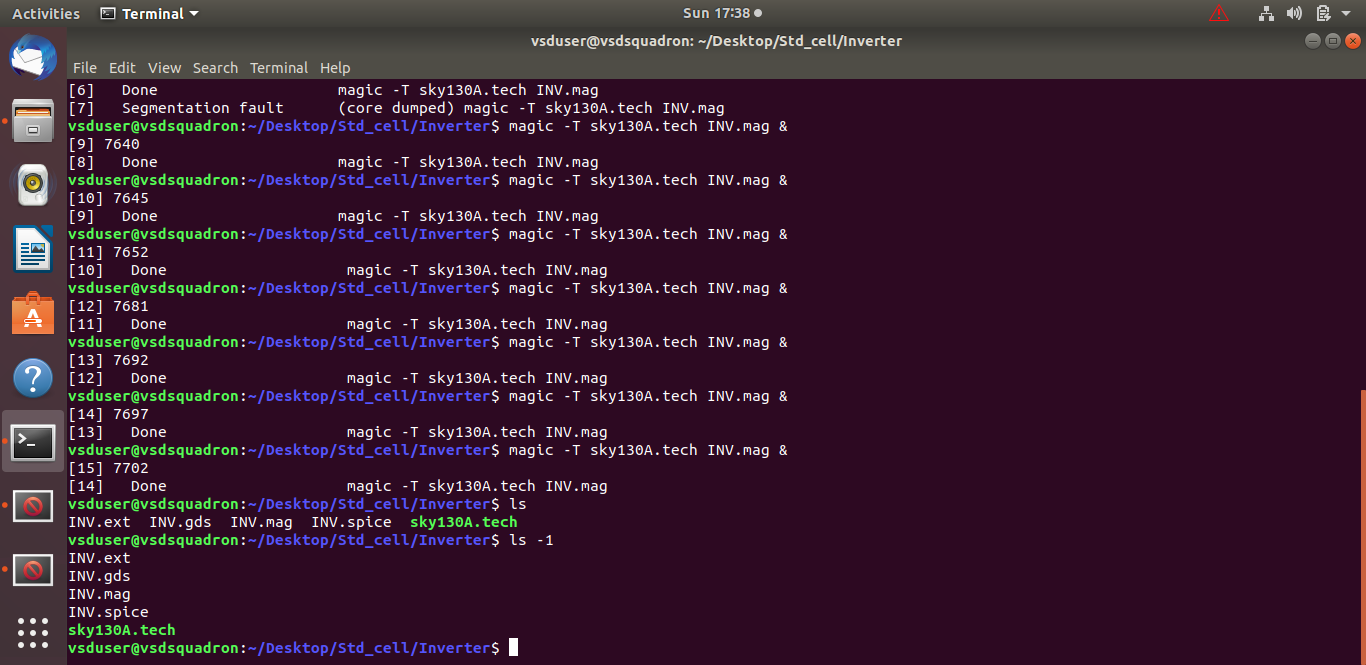 Activities Terminal Sun 17:38
vsduser@vsdsquadron: ~/Desktop/Std_cell/Inverter
File Edit View Search Terminal Help
[6] Done magic -T sky130A.tech INV.mag
[7] Segmentation fault (core dumped) magic -T sky130A.tech INV.mag
vsduser@vsdsquadron:~/Desktop/Std_cell/Inverter$ magic -T sky130A.tech INV.mag &
[9] 7640
[8] Done magic -T sky130A.tech INV.mag
vsduser@vsdsquadron:~/Desktop/Std_cell/Inverter$ magic -T sky130A.tech INV.mag &
[10] 7645
[9] Done magic -T sky130A.tech INV.mag
vsduser@vsdsquadron:~/Desktop/Std_cell/Inverter$ magic -T sky130A.tech INV.mag &
[11] 7652
[10] Done magic -T sky130A.tech INV.mag
vsduser@vsdsquadron:~/Desktop/Std_cell/Inverter$ magic -T sky130A.tech INV.mag &
[12] 7681
[11] Done magic -T sky130A.tech INV.mag
vsduser@vsdsquadron:~/Desktop/Std_cell/Inverter$ magic -T sky130A.tech INV.mag &
[13] 7692
[12] Done magic -T sky130A.tech INV.mag
vsduser@vsdsquadron:~/Desktop/Std_cell/Inverter$ magic -T sky130A.tech INV.mag &
[14] 7697
[13] Done magic -T sky130A.tech INV.mag
vsduser@vsdsquadron:~/Desktop/Std_cell/Inverter$ magic -T sky130A.tech INV.mag &
[15] 7702
[14] Done magic -T sky130A.tech INV.mag
vsduser@vsdsquadron:~/Desktop/Std_cell/Inverter$ ls
INV.ext INV.gds INV.mag INV.spice sky130A.tech
vsduser@vsdsquadron:~/Desktop/Std_cell/Inverter$ ls -1
INV.ext
INV.gds
INV.mag
INV.spice
sky130A.tech
vsduser@vsdsquadron:~/Desktop/Std_cell/Inverter$